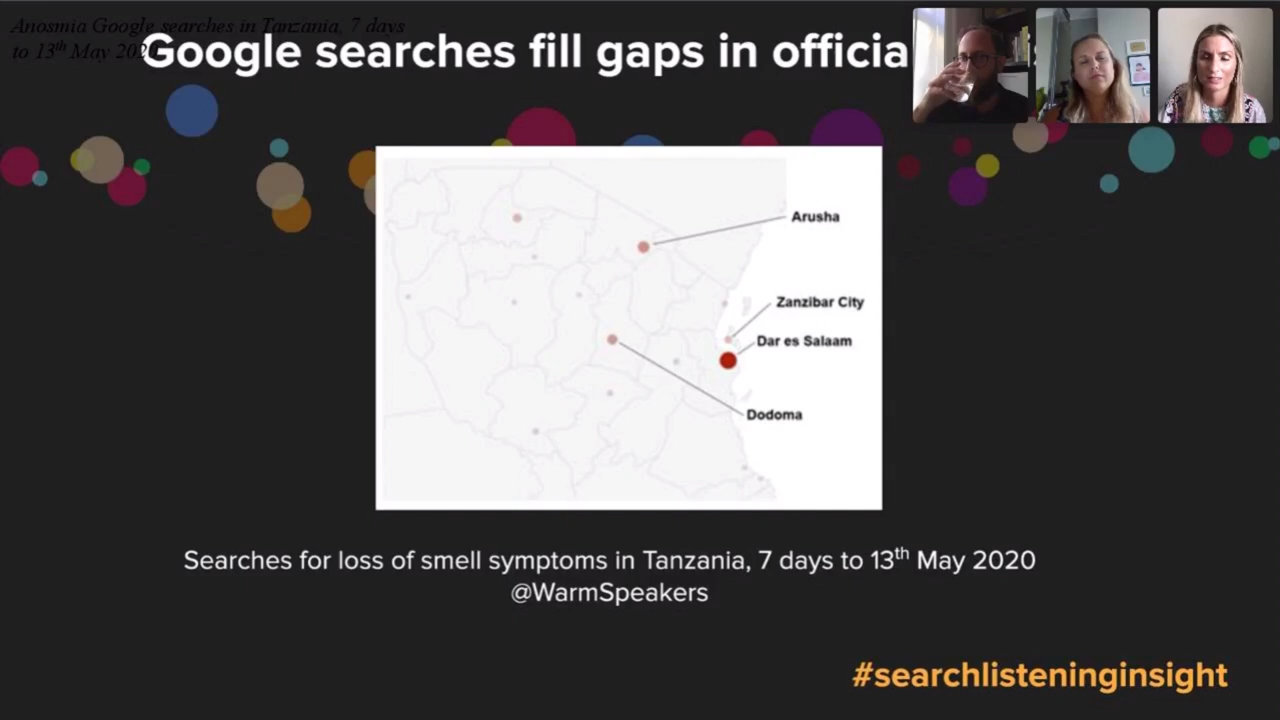 Anosmia Google searches in Tanzania, 7 days
to 13th May 202
Google searches fill gaps in officia
Arusha
Zanzibar City
Dar es Salaam
Dodoma
Searches for loss of smell symptoms in Tanzania, 7 days to 13th May 2020
@WarmSpeakers
#searchlisteninginsight